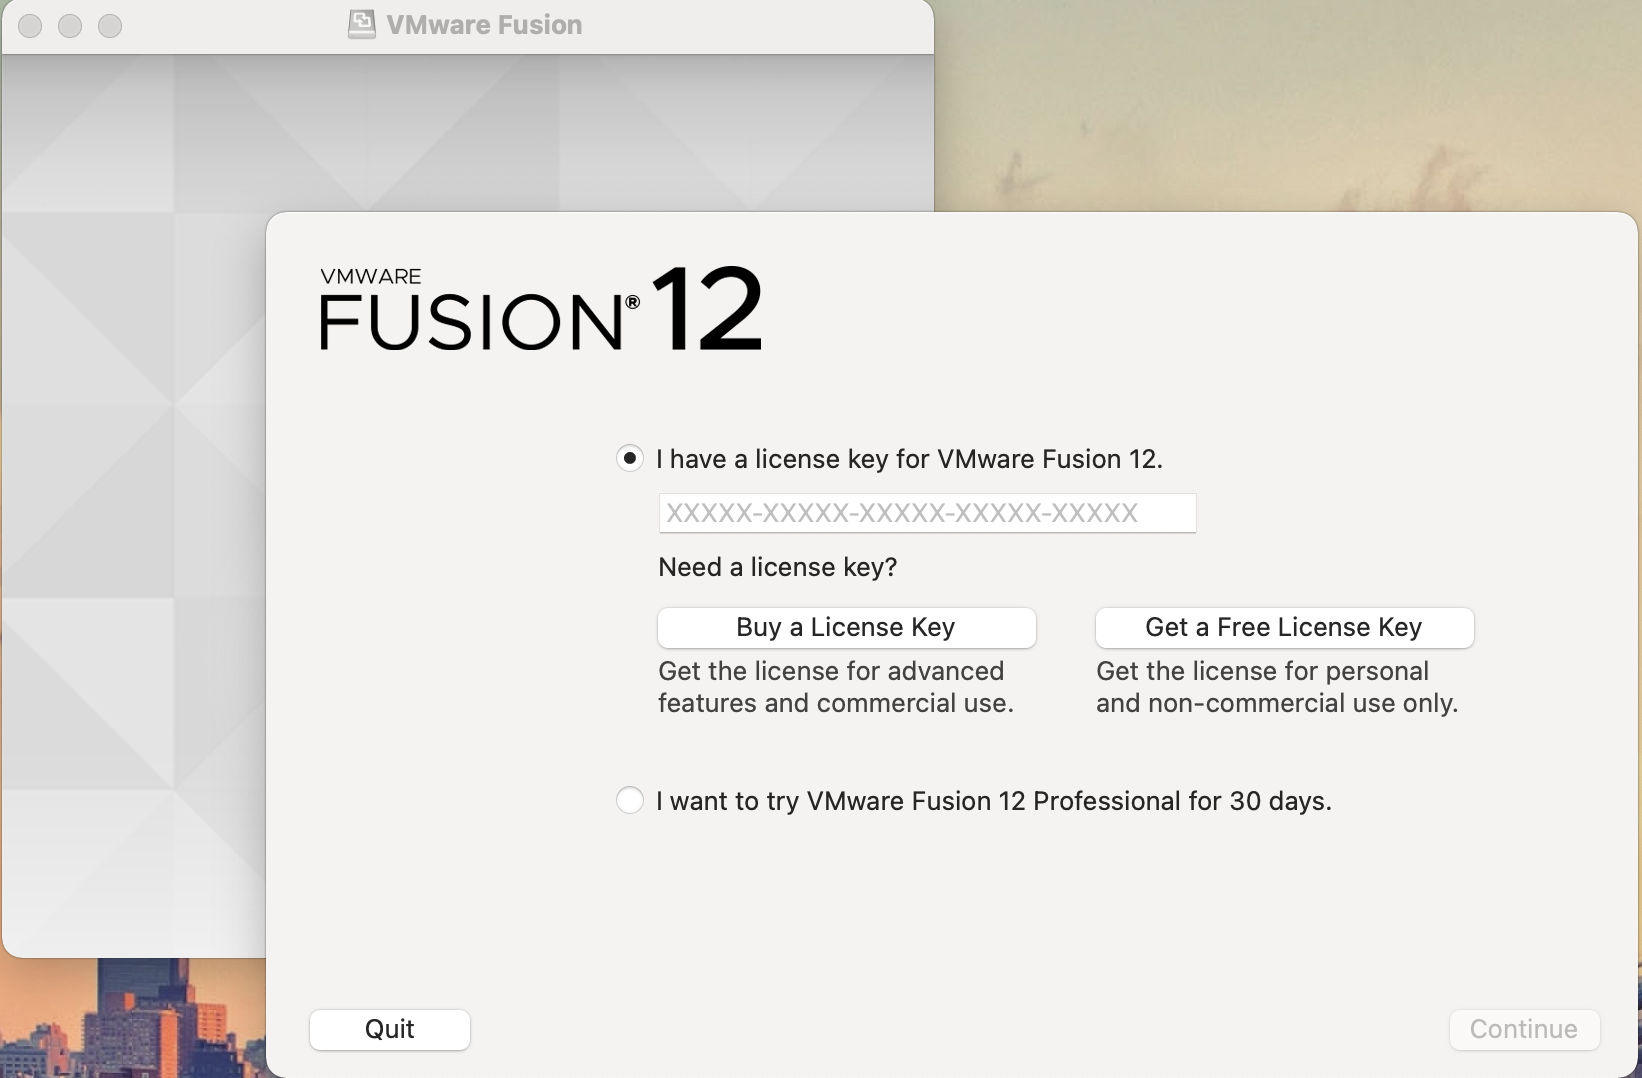 VMware Fusion
VMWARE
FUSION® 12
I have a license key for VMware Fusion 12.
XXXXX-XXXXX-XXXXX-XXXXX-XXXXX
Need a license key?
Buy a License Key
Get the license for advanced
features and commercial use.
Get a Free License Key
Get the license for personal
and non-commercial use only.
I want to try VMware Fusion 12 Professional for 30 days.
Quit
Continue